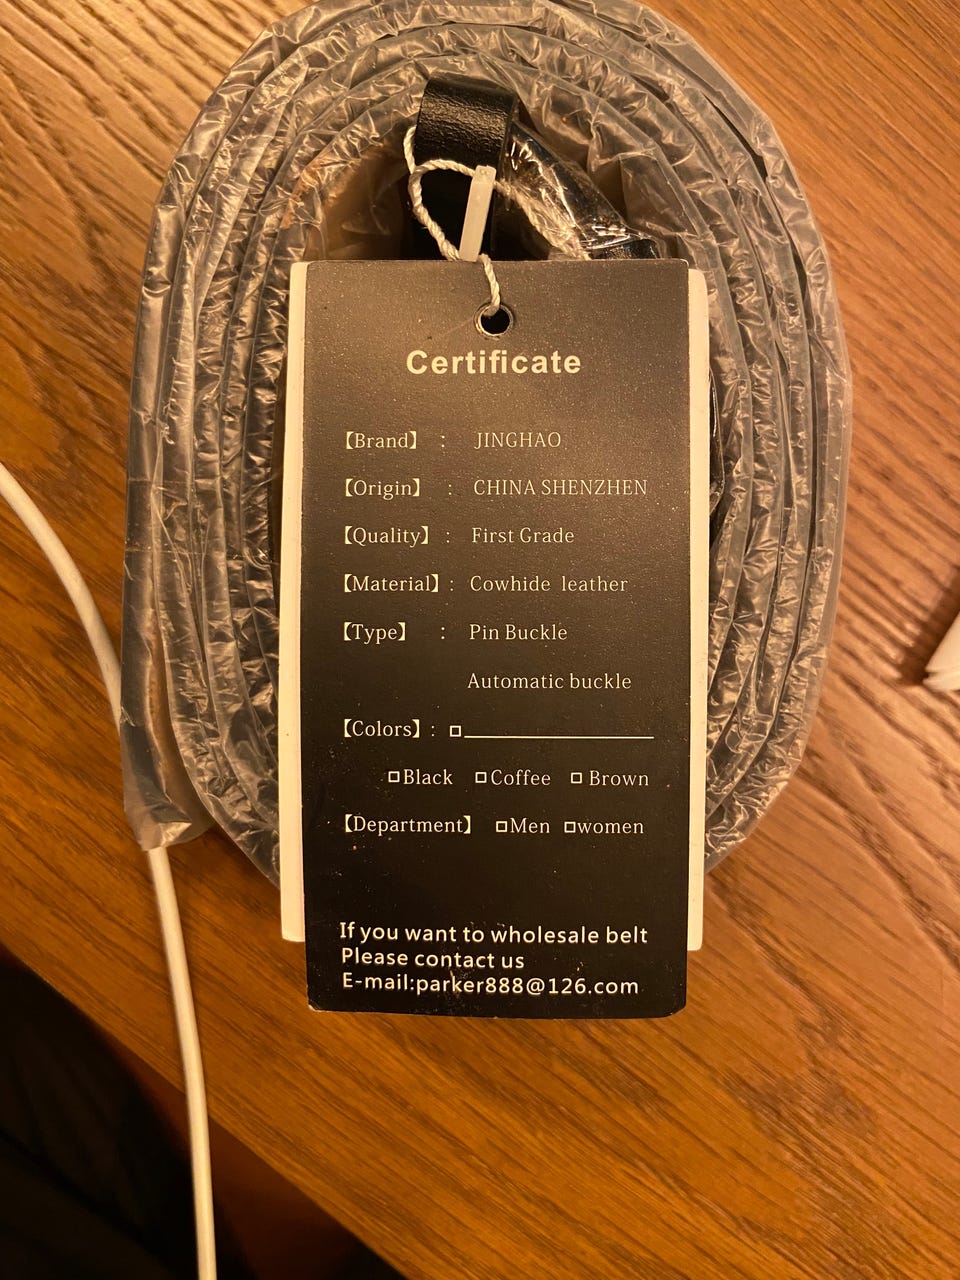 Certificate
【Brand】 : JINGHAO
【Origin】 : CHINA SHENZHEN
【Quality】 : First Grade
【Material】: Cowhide leather
【Type】 : Pin Buckle
Automatic buckle
【Colors】: □__________
□Black □Coffee □Brown
【Department】 □Men □women
If you want to wholesale belt
Please contact us
E-mail:parker888@126.com